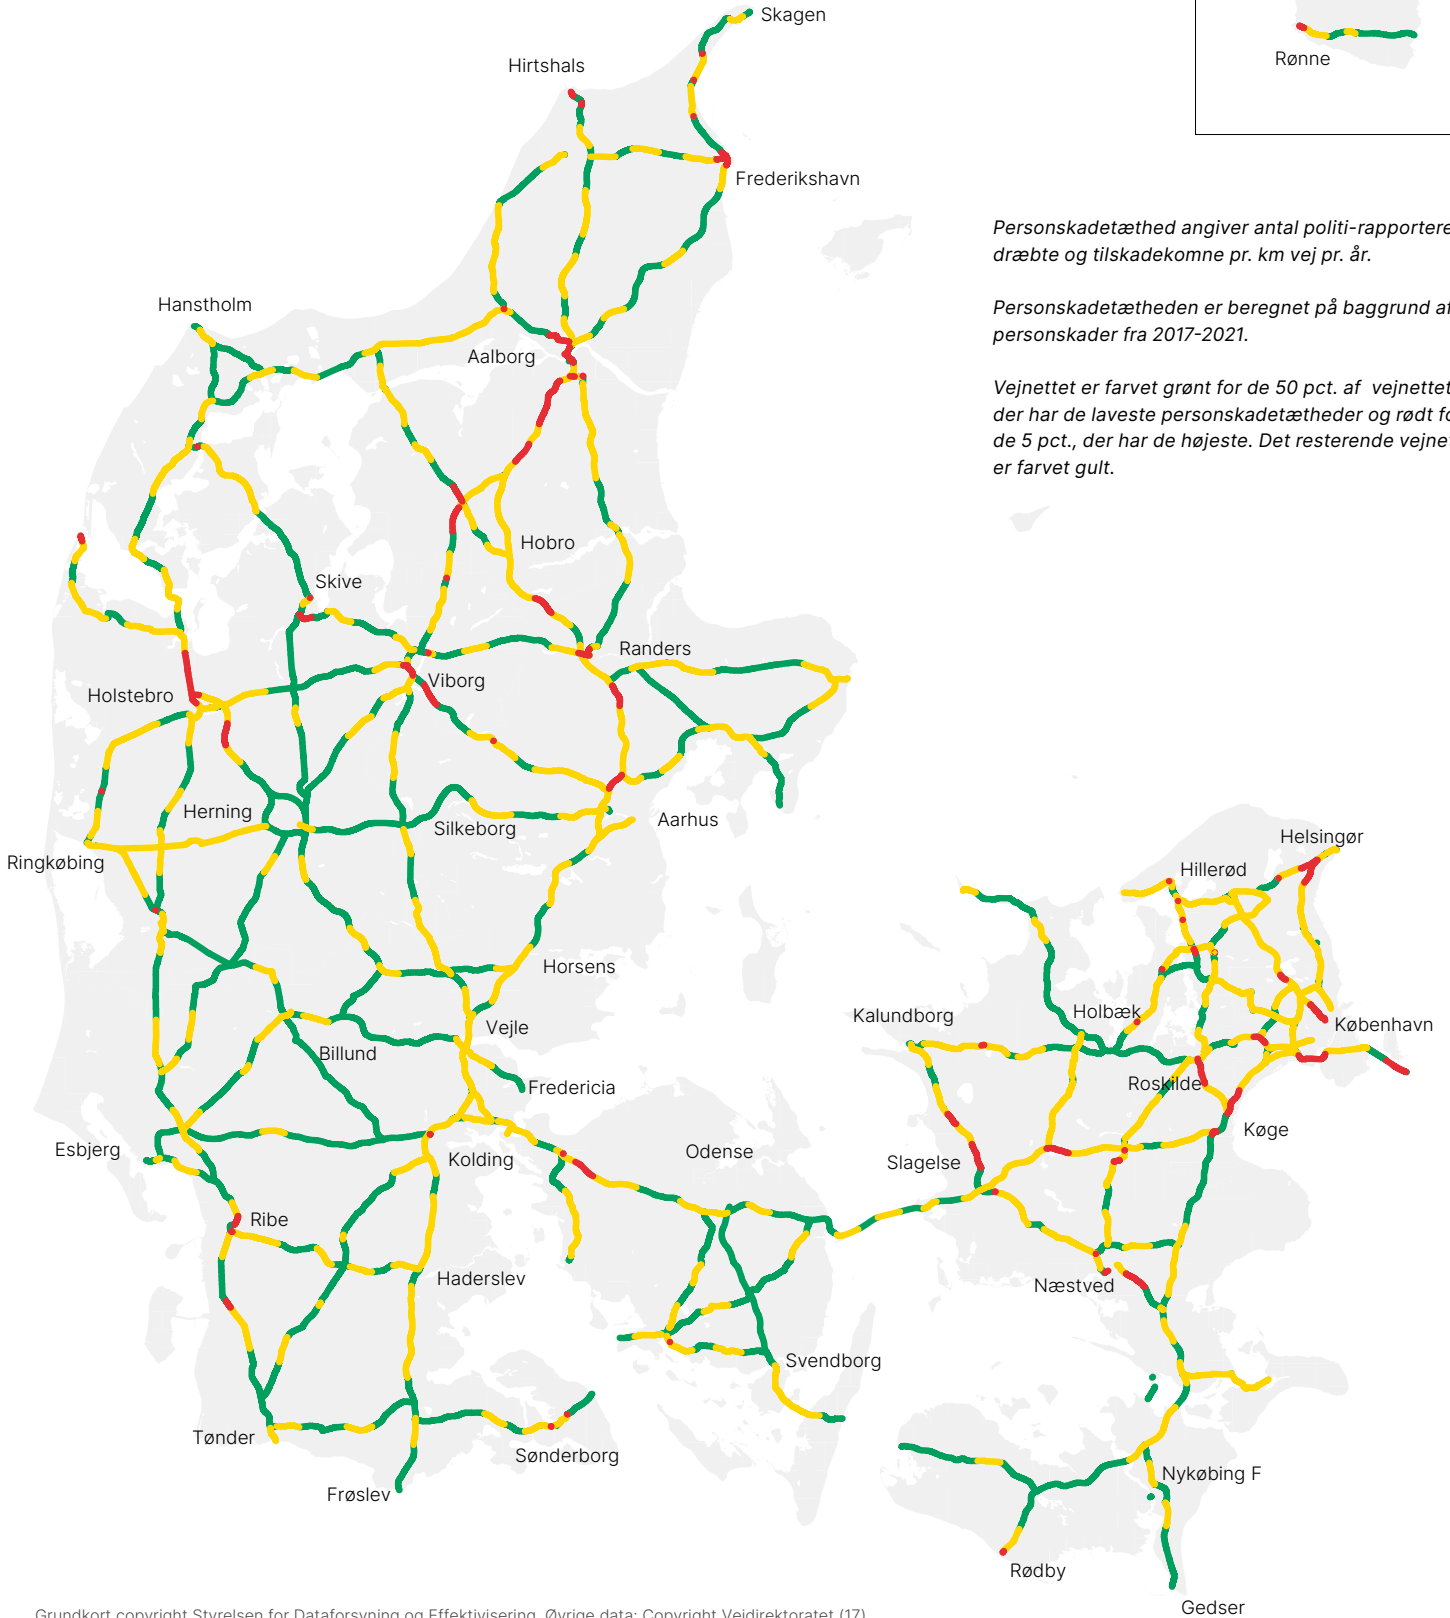 Skagen
Hirtshals
Rønne
Frederikshavn
Personskadetæthed angiver antal politi-rapportere
dræbte og tilskadekomne pr. km vej pr. år.
Personskadetætheden er beregnet på baggrund af
personskader fra 2017-2021.
Vejnettet er farvet grønt for de 50 pct. af vejnettet
der har de laveste personskadetætheder og rødt fo
de 5 pct., der har de højeste. Det resterende vejne
er farvet gult.
Hanstholm
Aalborg
Hobro
Skive
Randers
Viborg
Holstebro
Herning
Silkeborg
Aarhus
Ringkøbing
Helsingør
Hillerød
Horsens
Kalundborg
Holbæk
København
Vejle
Billund
Roskilde
Fredericia
Køge
Esbjerg
Odense
Kolding
Slagelse
Ribe
Haderslev
Næstved
Svendborg
Tønder
Sønderborg
Nykøbing F
Frøslev
Rødby
Gedser
Grundkort copyright Styrelsen for Dataforsyning og Effektivisering. Øvrige data: Copyright Vejdirektoratet (17)